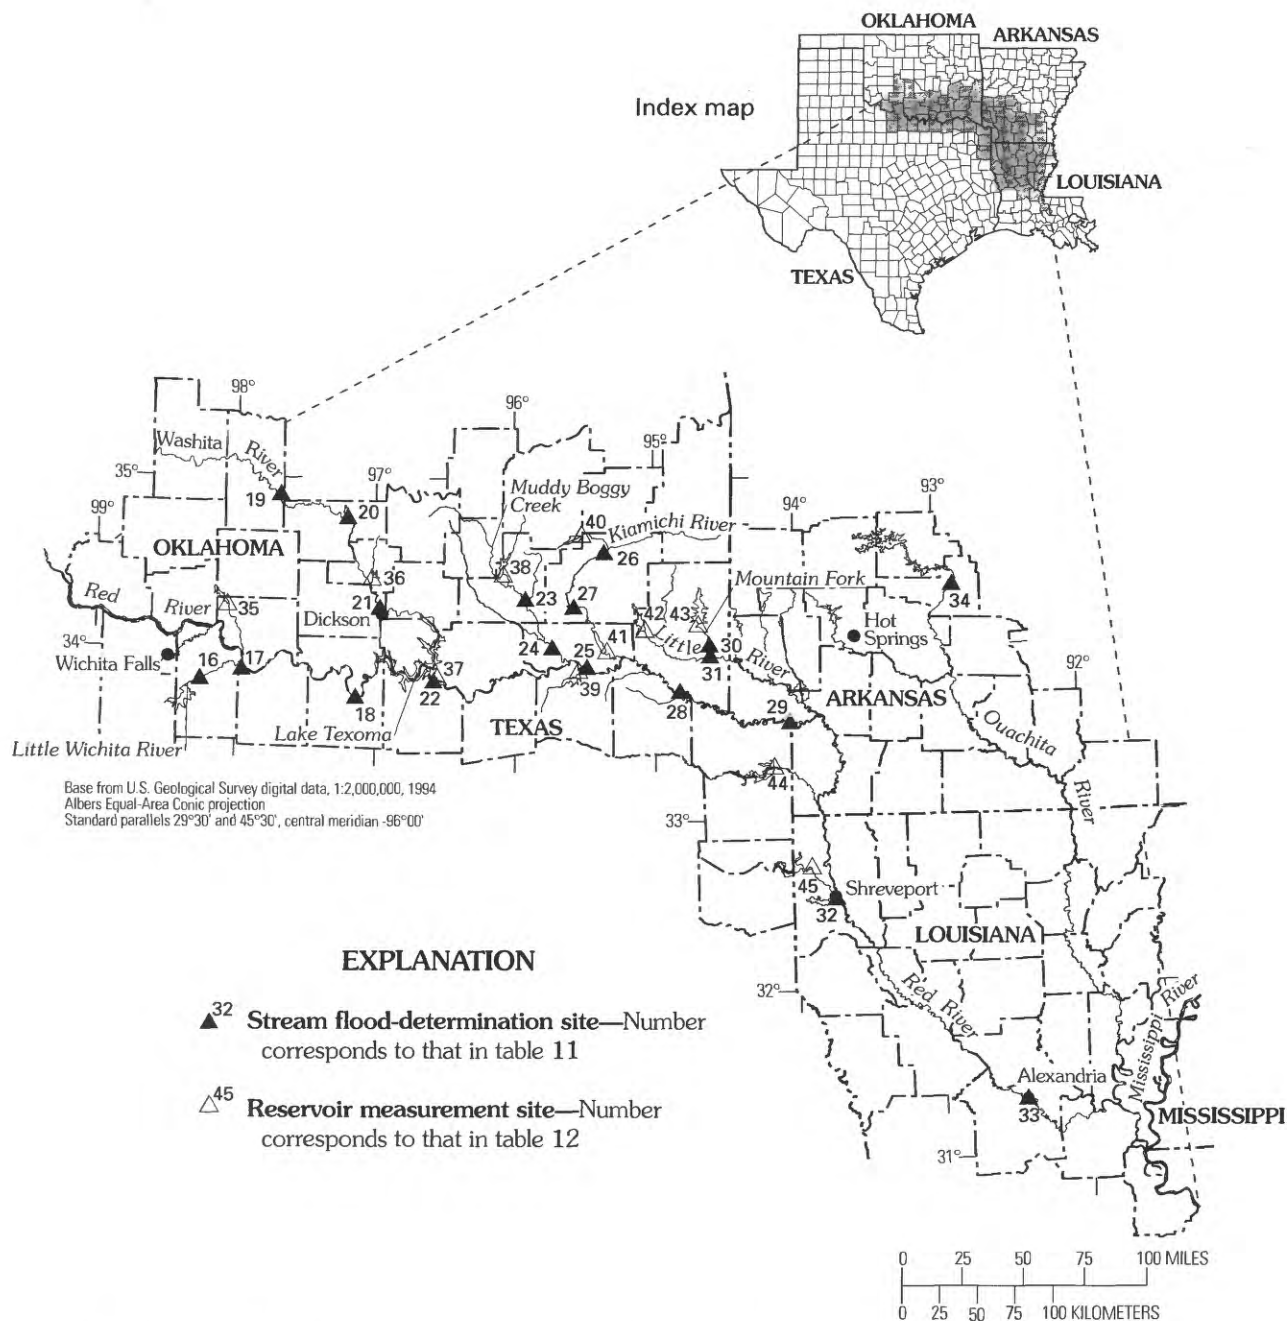 OKLAHOMA
ARKANSAS
Index map
LOUISIANA
TEXAS
98°
Washita
River
35°
19
99°
OKLAHOMA
20
97°
96°
Muddy Boggy
Creek
95°
40
Kiamichi River
26
94°
93°
Red
River
35
36
38
23
27
Mountain Fork
34
21
Dickson
42
43
Hot
Springs
34°
Wichita Falls
16
17
24
25
41
Little
30
31
River
92°
18
37
22
39
28
29
ARKANSAS
Little Wichita River
Lake Texoma
TEXAS
Ouachita
River
44
Base from U.S. Geological Survey digital data, 1:2,000,000, 1994
Albers Equal-Area Conic projection
Standard parallels 29°30' and 45°30', central meridian -96°00'
33°
45
Shreveport
32
LOUISIANA
EXPLANATION
32 Stream flood-determination site—Number
corresponds to that in table 11
45 Reservoir measurement site—Number
corresponds to that in table 12
32°
Red River
Mississippi River
Alexandria
33
MISSISSIPPI
31°
0 25 50 75 100 MILES
0 25 50 75 100 KILOMETERS